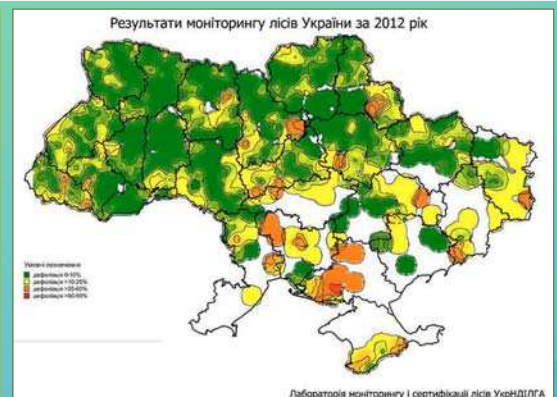 Результати моніторингу лісів України за 2012 рік
Умовні позначення
дефоліація 0-10%
дефоліація >10-25%
дефоліація >25-60%
дефоліація >60-99%
Лабораторія моніторингу і сертифікації лісів УкрНДІЛГА